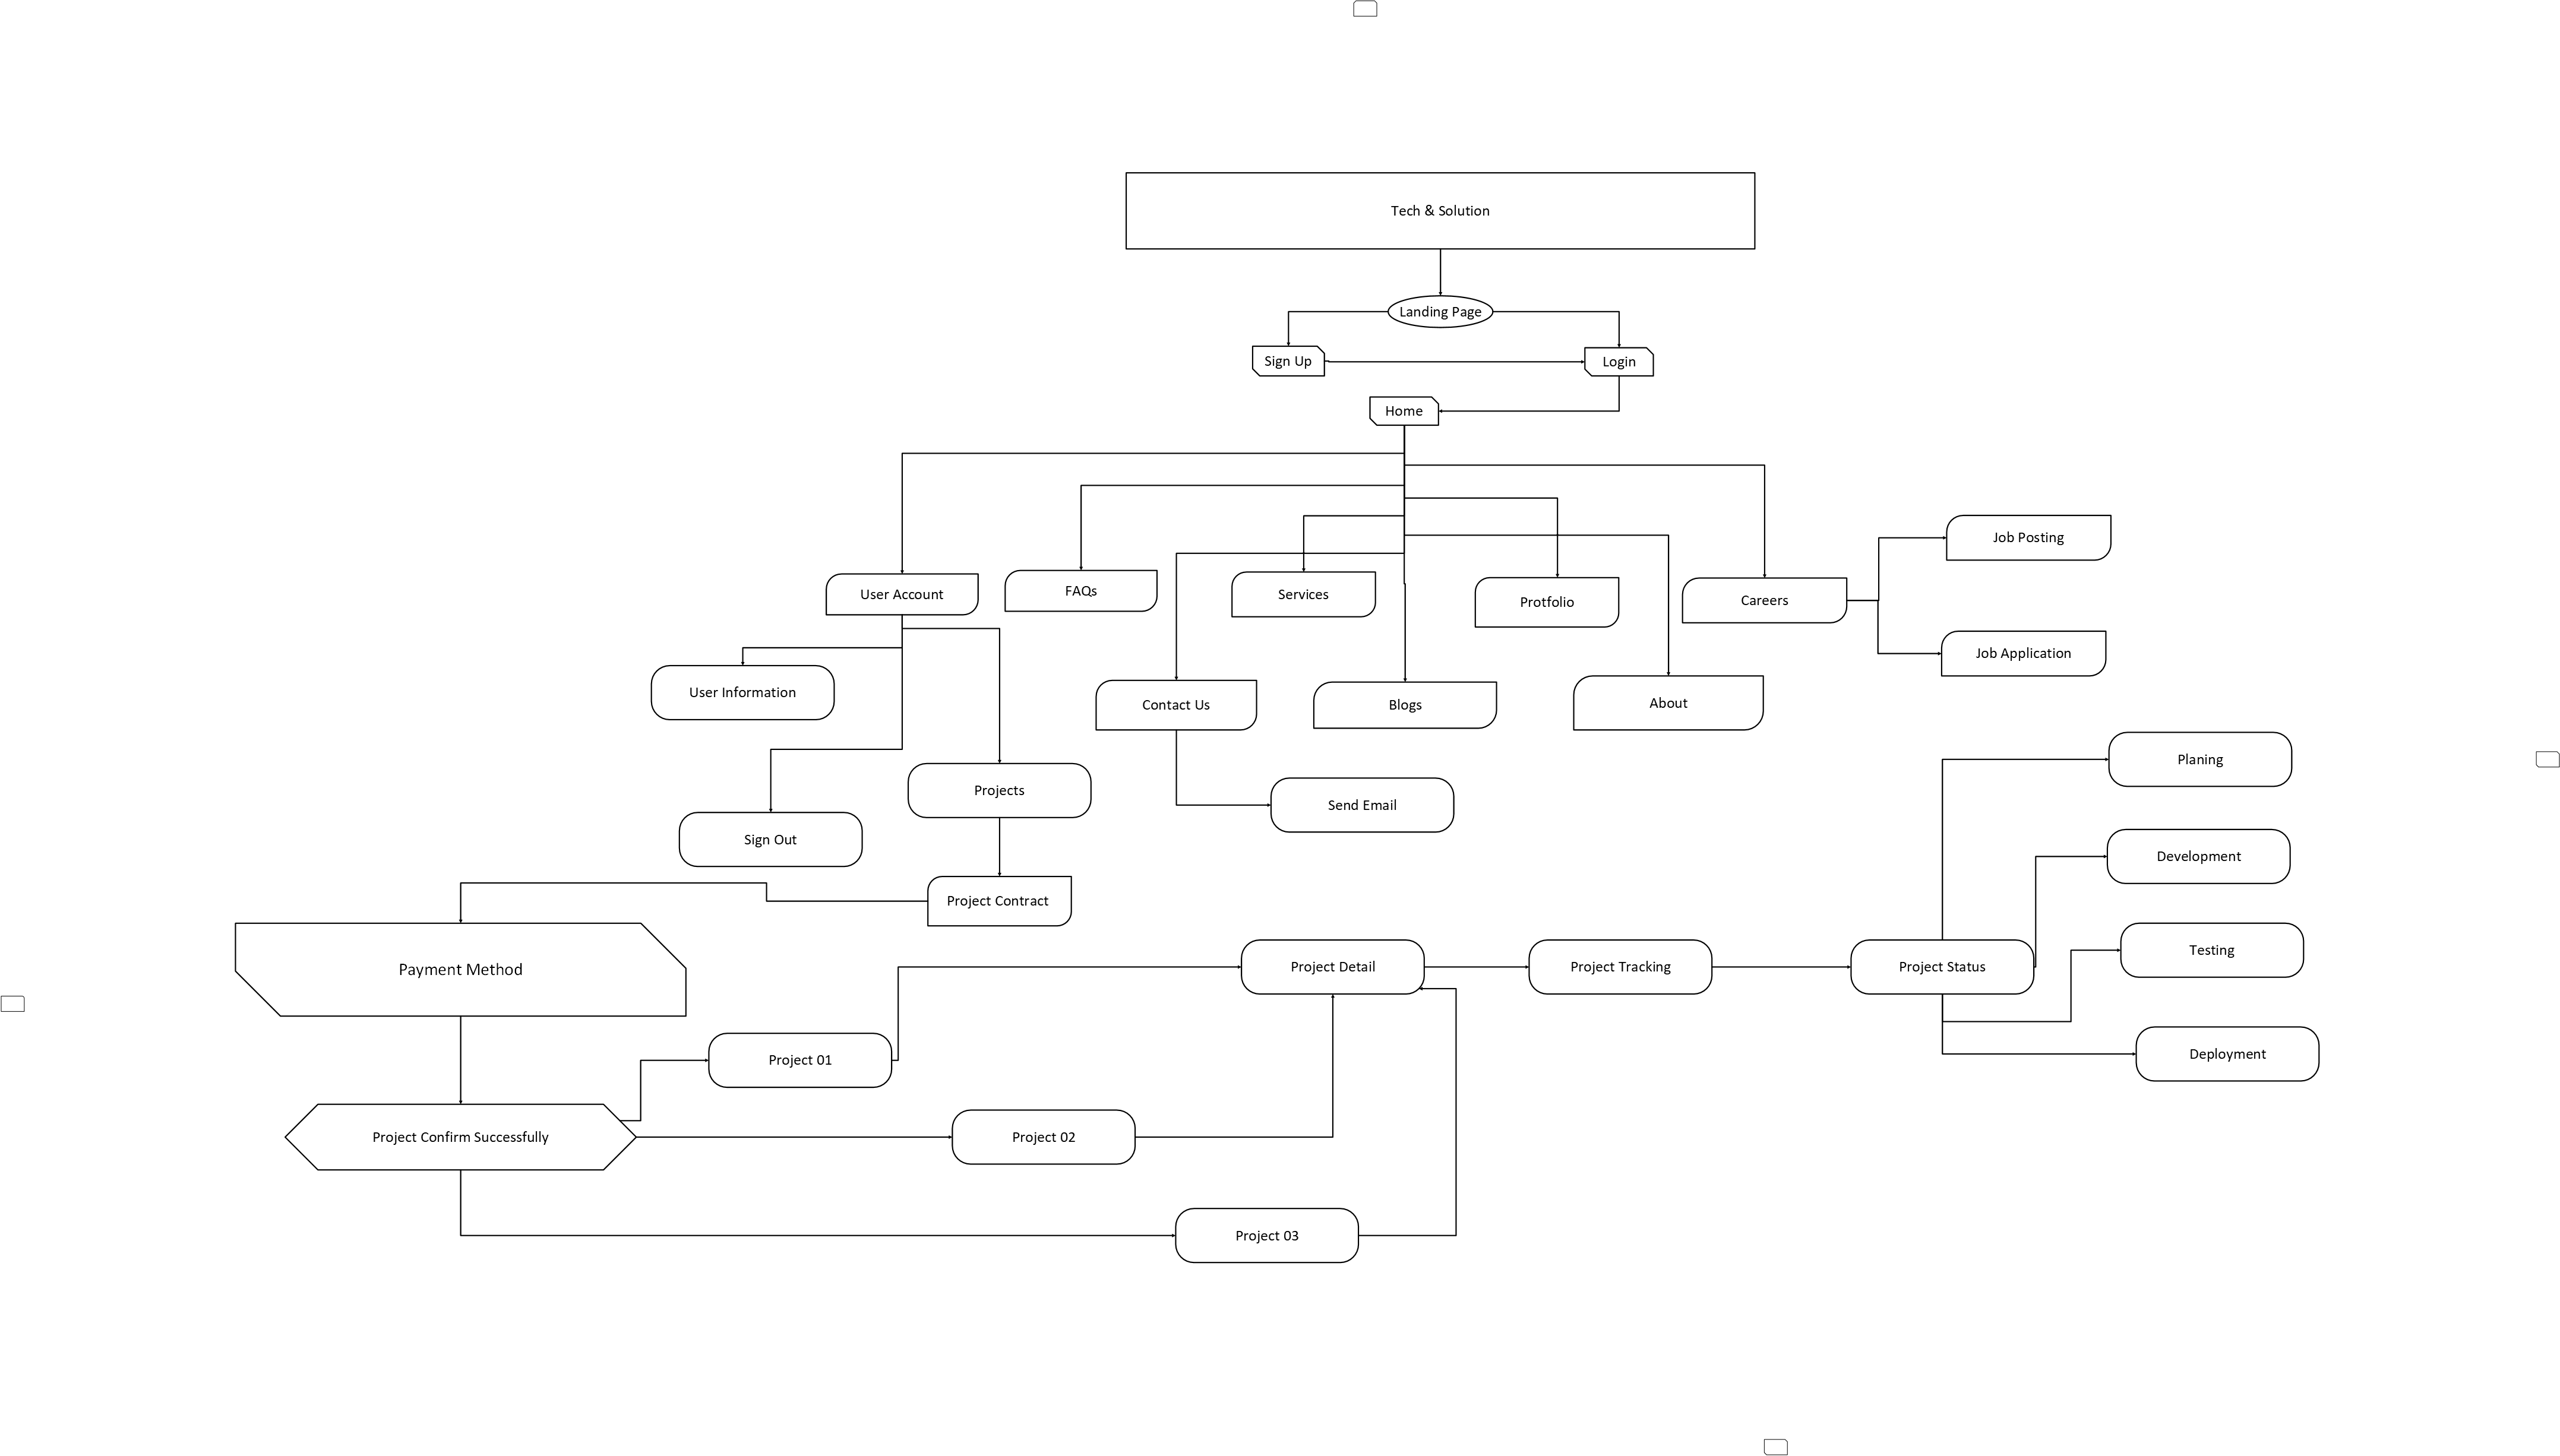 Tech & Solution
Landing Page
Sign Up
Login
Home
User Account
FAQs
Services
Protfolio
Careers
Job Posting
Job Application
User Information
Contact Us
Blogs
About
Sign Out
Projects
Send Email
Project Contract
Payment Method
Project Detail
Project Tracking
Project Status
Planing
Development
Testing
Deployment
Project 01
Project Confirm Successfully
Project 02
Project 03